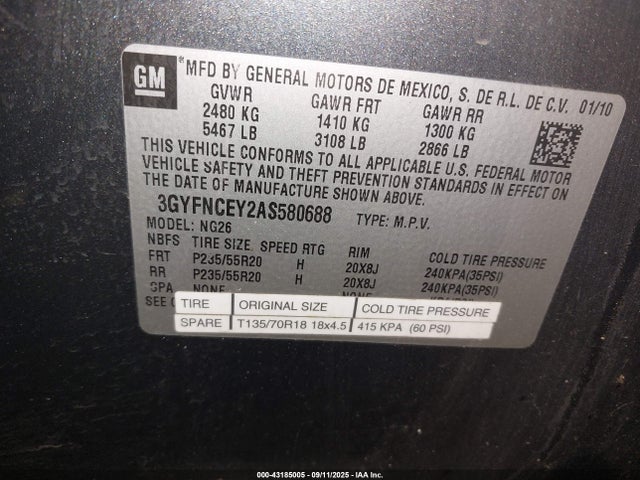 GM
*MFD BY GENERAL MOTORS DE MEXICO, S. DE R.L. DE C.V. 01/10
GVWR GAWR FRT GAWR RR
2480 KG 1410 KG 1300 KG
5467 LB 3108 LB 2866 LB
THIS VEHICLE CONFORMS TO ALL APPLICABLE U.S. FEDERAL MOTOR
VEHICLE SAFETY AND THEFT PREVENTION STANDARDS IN EFFECT ON
THE DATE OF MANUFACTURE SHOWN ABOVE.
3GYFNCEY2AS580688 TYPE: M.P.V.
MODEL: NG26
NBFS TIRE SIZE SPEED RTG RIM COLD TIRE PRESSURE
FRT P235/55R20 H 20X8J 240KPA(35PSI)
RR P235/55R20 H 20X8J 240KPA(35PSI)
SPA NONE NONE
SEE
TIRE ORIGINAL SIZE COLD TIRE PRESSURE
SPARE T135/70R18 18x4.5 415 KPA (60 PSI)
000-43185005 - 09/11/2025 - IAA Inc.